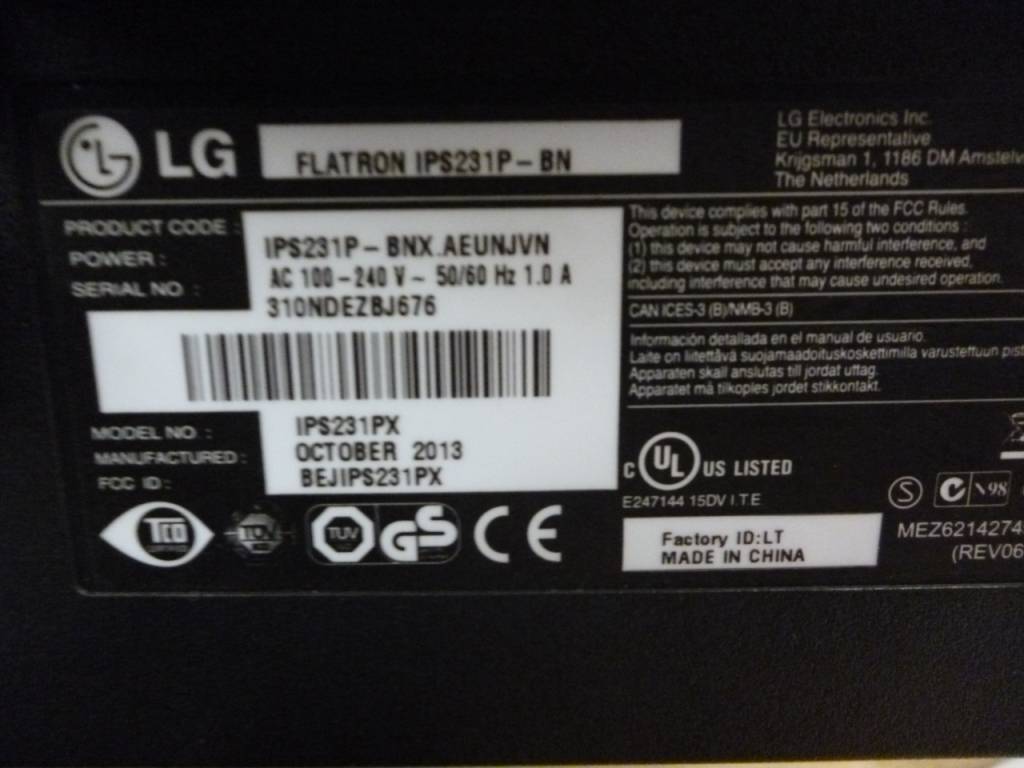 LG
FLATRON IPS231P-BN
LG Electronics Inc.
EU Representative
Krijgsman 1, 1186 DM Amstelv
The Netherlands
PRODUCT CODE : IPS231P-BNX.AEUNJVN
POWER : AC 100-240 V ~ 50/60 Hz 1.0 A
SERIAL NO : 310NDEZBJ676
MODEL NO. : IPS231PX
MANUFACTURED : OCTOBER 2013
FCC ID : BEJIPS231PX
TCO
TUV
GS
CE
This device complies with part 15 of the FCC Rules.
Operation is subject to the following two conditions :
(1) this device may not cause harmful interference, and
(2) this device must accept any interference received,
including interference that may cause undesired operation.
CAN ICES-3 (B)/NMB-3 (B)
Información detallada en el manual de usuario.
Laite on liitettävä suojamaadoituskoskettimilla varustettuun pist
Apparaten skall anslutas till jordat uttag.
Apparatet må tilkoples jordet stikkontakt.
C UL US LISTED
E247144 15DV I.T.E
S
V98
Factory ID:LT
MADE IN CHINA
MEZ6214274
(REV06